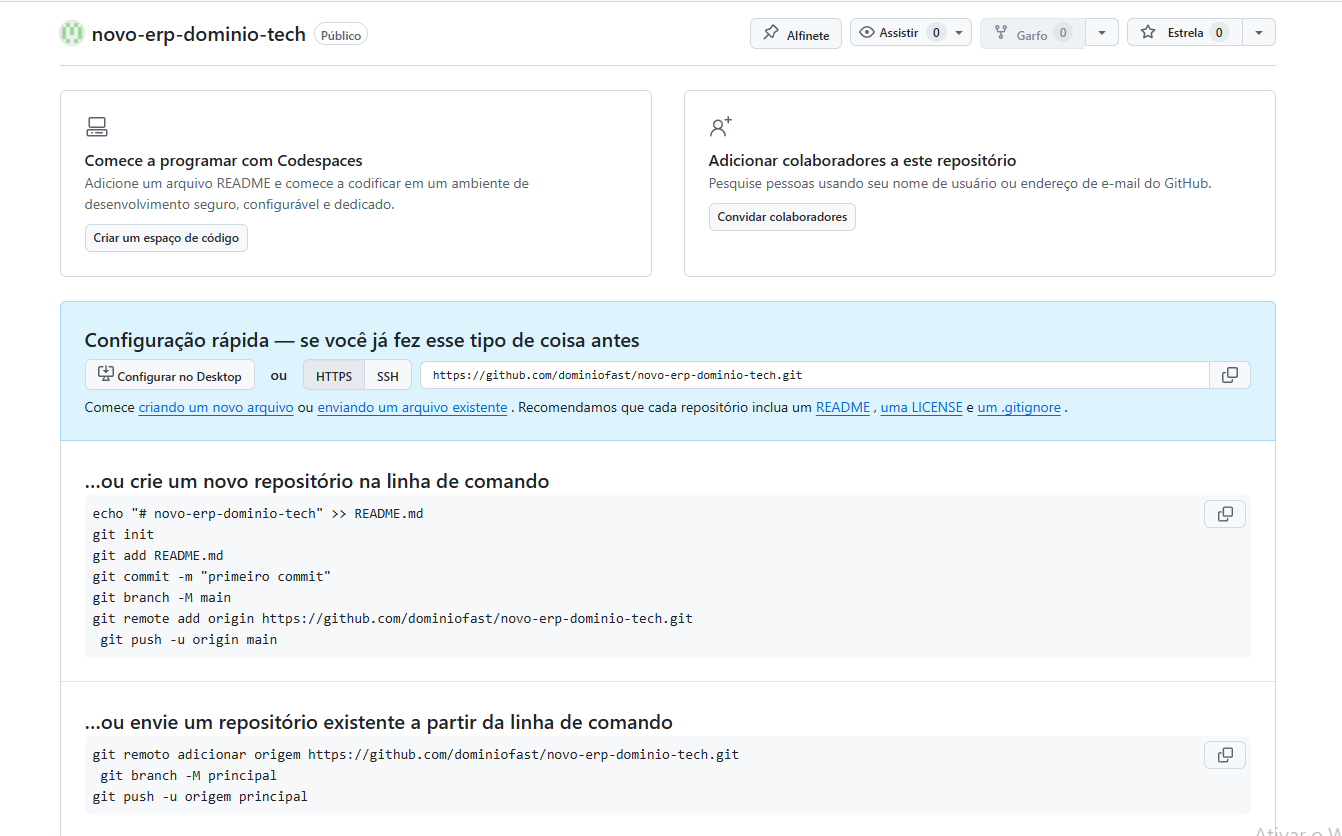 novo-erp-dominio-tech Público Alfinete Assistir 0 Garfo 0 Estrela 0
Comece a programar com Codespaces
Adicione um arquivo README e comece a codificar em um ambiente de
desenvolvimento seguro, configurável e dedicado.
Criar um espaço de código
Adicionar colaboradores a este repositório
Pesquise pessoas usando seu nome de usuário ou endereço de e-mail do GitHub.
Convidar colaboradores
Configuração rápida — se você já fez esse tipo de coisa antes
Configurar no Desktop ou HTTPS SSH https://github.com/dominiofast/novo-erp-dominio-tech.git
Comece criando um novo arquivo ou enviando um arquivo existente . Recomendamos que cada repositório inclua um README , uma LICENSE e um .gitignore .
...ou crie um novo repositório na linha de comando
echo "# novo-erp-dominio-tech" >> README.md
git init
git add README.md
git commit -m "primeiro commit"
git branch -M main
git remote add origin https://github.com/dominiofast/novo-erp-dominio-tech.git
git push -u origin main
...ou envie um repositório existente a partir da linha de comando
git remoto adicionar origem https://github.com/dominiofast/novo-erp-dominio-tech.git
git branch -M principal
git push -u origem principal
Ativar o